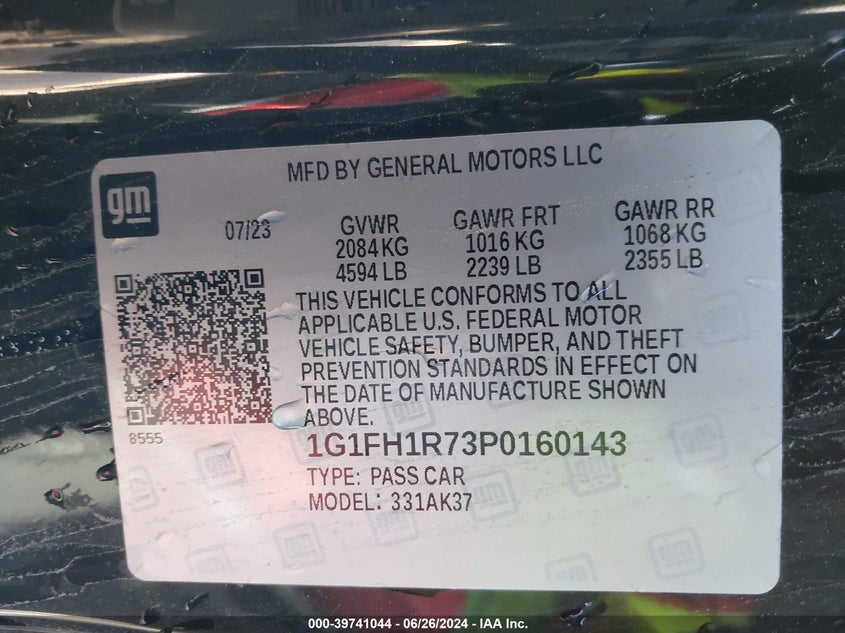 MFD BY GENERAL MOTORS LLC
gm
07/23
GVWR GAWR FRT GAWR RR
2084 KG 1016 KG 1068 KG
4594 LB 2239 LB 2355 LB
THIS VEHICLE CONFORMS TO ALL
APPLICABLE U.S. FEDERAL MOTOR
VEHICLE SAFETY, BUMPER, AND THEFT
PREVENTION STANDARDS IN EFFECT ON
THE DATE OF MANUFACTURE SHOWN
ABOVE.
8555
1G1FH1R73P0160143
TYPE: PASS CAR
MODEL: 331AK37
000-39741044 - 06/26/2024 - IAA Inc.